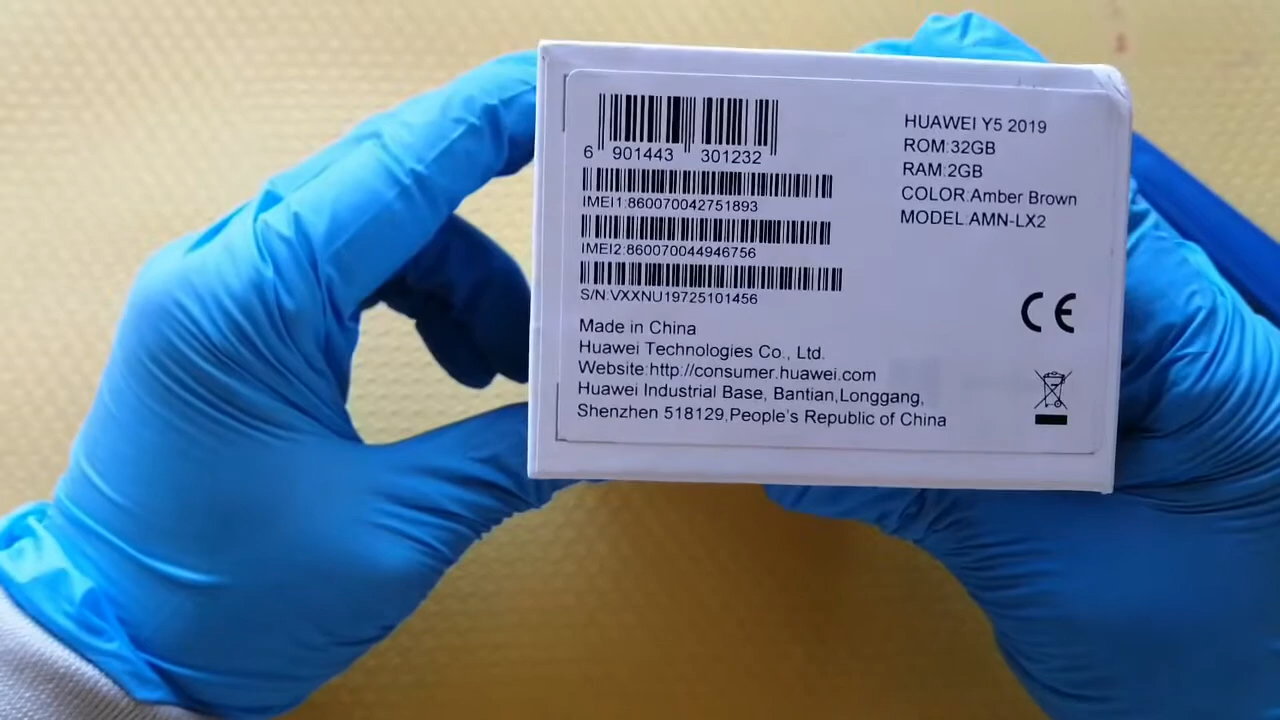 6 901443 301232
IMEI1:860070042751893
IMEI2:860070044946756
S/N:VXXNU19725101456
Made in China
Huawei Technologies Co., Ltd.
Website:http://consumer.huawei.com
Huawei Industrial Base, Bantian,Longgang,
Shenzhen 518129,People's Republic of China
HUAWEI Y5 2019
ROM:32GB
RAM:2GB
COLOR:Amber Brown
MODEL:AMN-LX2
CE